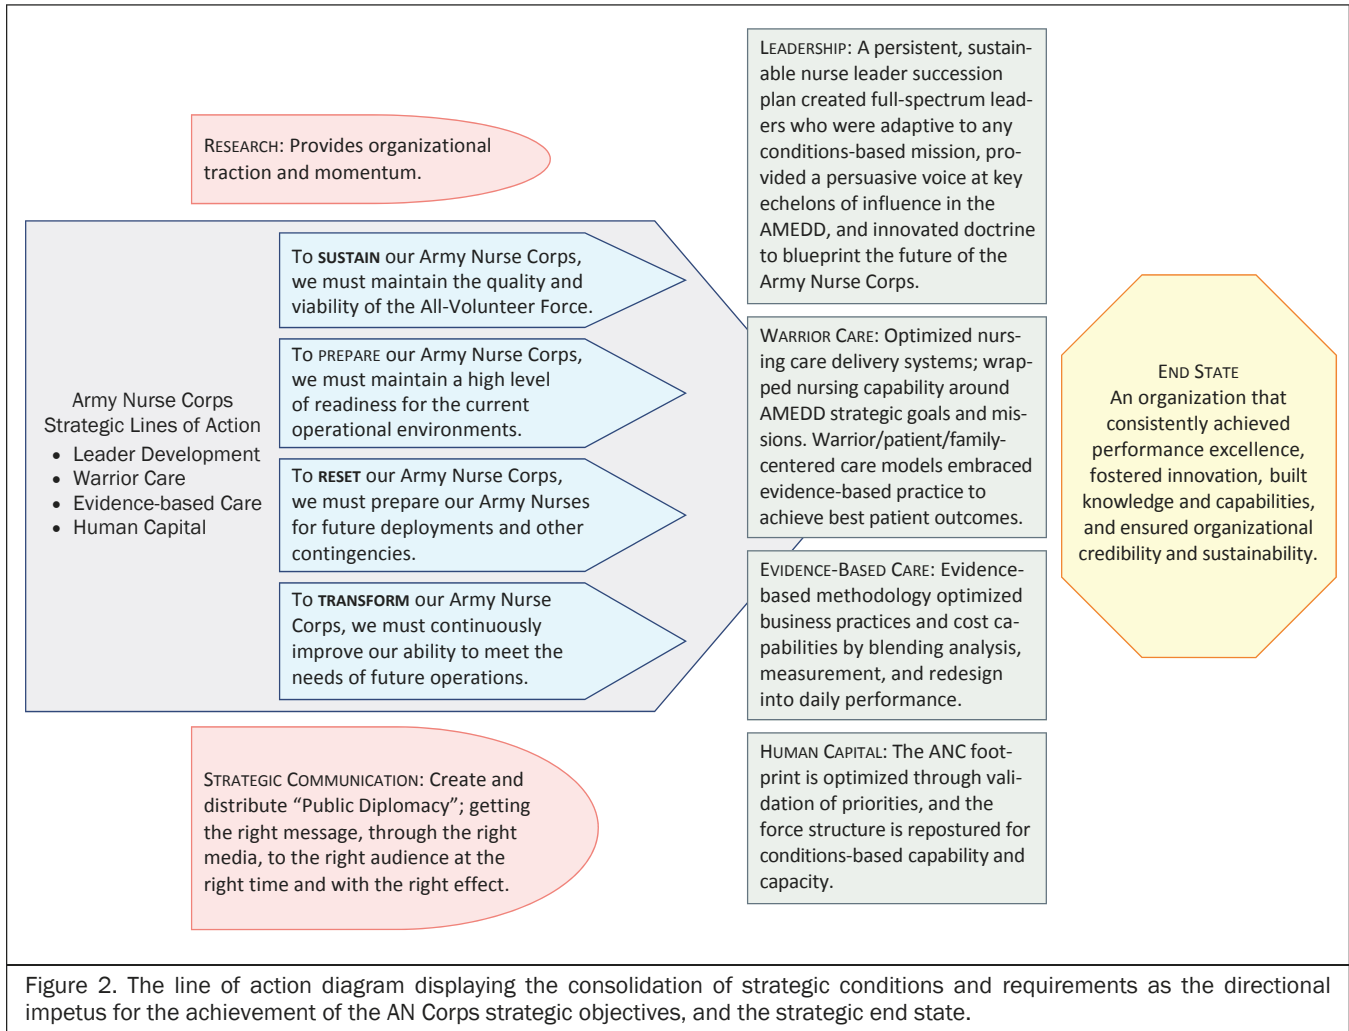 RESEARCH: Provides organizational
traction and momentum.
Army Nurse Corps
Strategic Lines of Action
• Leader Development
• Warrior Care
• Evidence-based Care
• Human Capital
To SUSTAIN our Army Nurse Corps,
we must maintain the quality and
viability of the All-Volunteer Force.
To PREPARE our Army Nurse Corps,
we must maintain a high level
of readiness for the current
operational environments.
To RESET our Army Nurse Corps,
we must prepare our Army Nurses
for future deployments and other
contingencies.
To TRANSFORM our Army Nurse
Corps, we must continuously
improve our ability to meet the
needs of future operations.
STRATEGIC COMMUNICATION: Create and
distribute “Public Diplomacy”; getting
the right message, through the right
media, to the right audience at the
right time and with the right effect.
LEADERSHIP: A persistent, sustain-
able nurse leader succession
plan created full-spectrum lead-
ers who were adaptive to any
conditions-based mission, pro-
vided a persuasive voice at key
echelons of influence in the
AMEDD, and innovated doctrine
to blueprint the future of the
Army Nurse Corps.
WARRIOR CARE: Optimized nurs-
ing care delivery systems; wrap-
ped nursing capability around
AMEDD strategic goals and mis-
sions. Warrior/patient/family-
centered care models embraced
evidence-based practice to
achieve best patient outcomes.
EVIDENCE-BASED CARE: Evidence-
based methodology optimized
business practices and cost ca-
pabilities by blending analysis,
measurement, and redesign
into daily performance.
HUMAN CAPITAL: The ANC foot-
print is optimized through vali-
dation of priorities, and the
force structure is repostured for
conditions-based capability and
capacity.
END STATE
An organization that
consistently achieved
performance excellence,
fostered innovation, built
knowledge and capabilities,
and ensured organizational
credibility and sustainability.
Figure 2. The line of action diagram displaying the consolidation of strategic conditions and requirements as the directional
impetus for the achievement of the AN Corps strategic objectives, and the strategic end state.